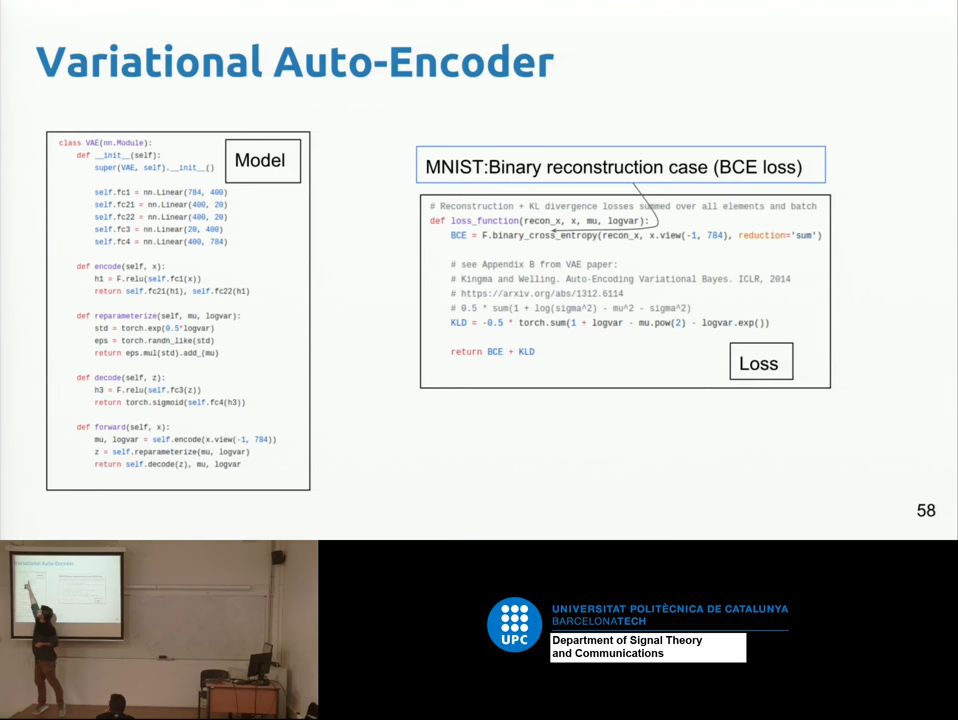 Variational Auto-Encoder
class VAE(nn.Module):
def __init__(self):
super(VAE, self).__init__()
Model
self.fc1 = nn.Linear(784, 400)
self.fc21 = nn.Linear(400, 20)
self.fc22 = nn.Linear(400, 20)
self.fc3 = nn.Linear(20, 400)
self.fc4 = nn.Linear(400, 784)
def encode(self, x):
h1 = F.relu(self.fc1(x))
return self.fc21(h1), self.fc22(h1)
def reparameterize(self, mu, logvar):
std = torch.exp(0.5*logvar)
eps = torch.randn_like(std)
return eps.mul(std).add_(mu)
def decode(self, z):
h3 = F.relu(self.fc3(z))
return torch.sigmoid(self.fc4(h3))
def forward(self, x):
mu, logvar = self.encode(x.view(-1, 784))
z = self.reparameterize(mu, logvar)
return self.decode(z), mu, logvar
MNIST:Binary reconstruction case (BCE loss)
# Reconstruction + KL divergence losses summed over all elements and batch
def loss_function(recon_x, x, mu, logvar):
BCE = F.binary_cross_entropy(recon_x, x.view(-1, 784), reduction='sum')
# see Appendix B from VAE paper:
# Kingma and Welling. Auto-Encoding Variational Bayes. ICLR, 2014
# https://arxiv.org/abs/1312.6114
# 0.5 * sum(1 + log(sigma^2) - mu^2 - sigma^2)
KLD = -0.5 * torch.sum(1 + logvar - mu.pow(2) - logvar.exp())
return BCE + KLD
Loss
58
Variational Auto-Encoder
UPC
UNIVERSITAT POLITÈCNICA DE CATALUNYA
BARCELONATECH
Department of Signal Theory
and Communications